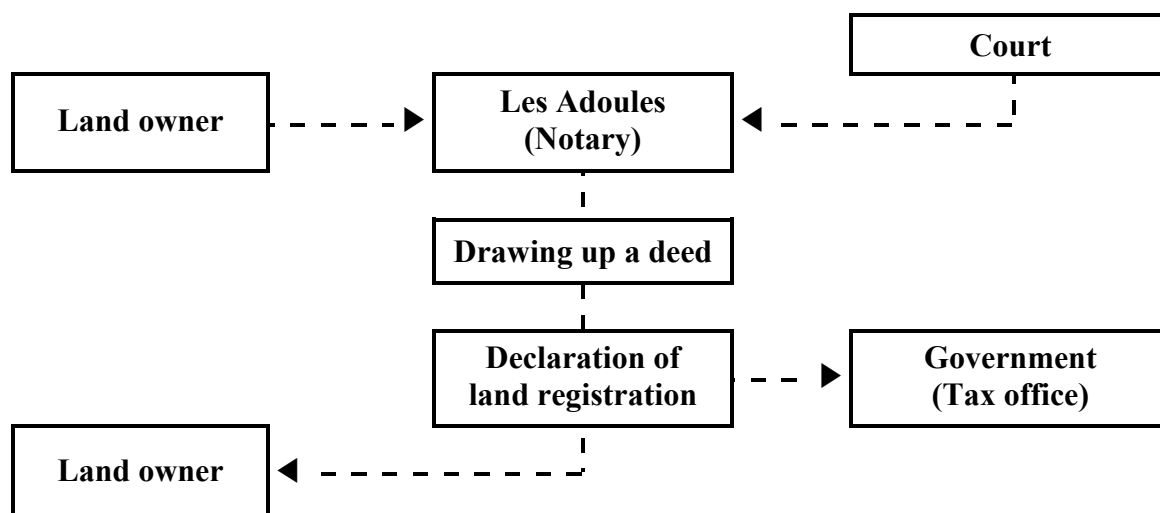 Court
Land owner
Les Adoules
(Notary)
Drawing up a deed
Declaration of
land registration
Government
(Tax office)
Land owner